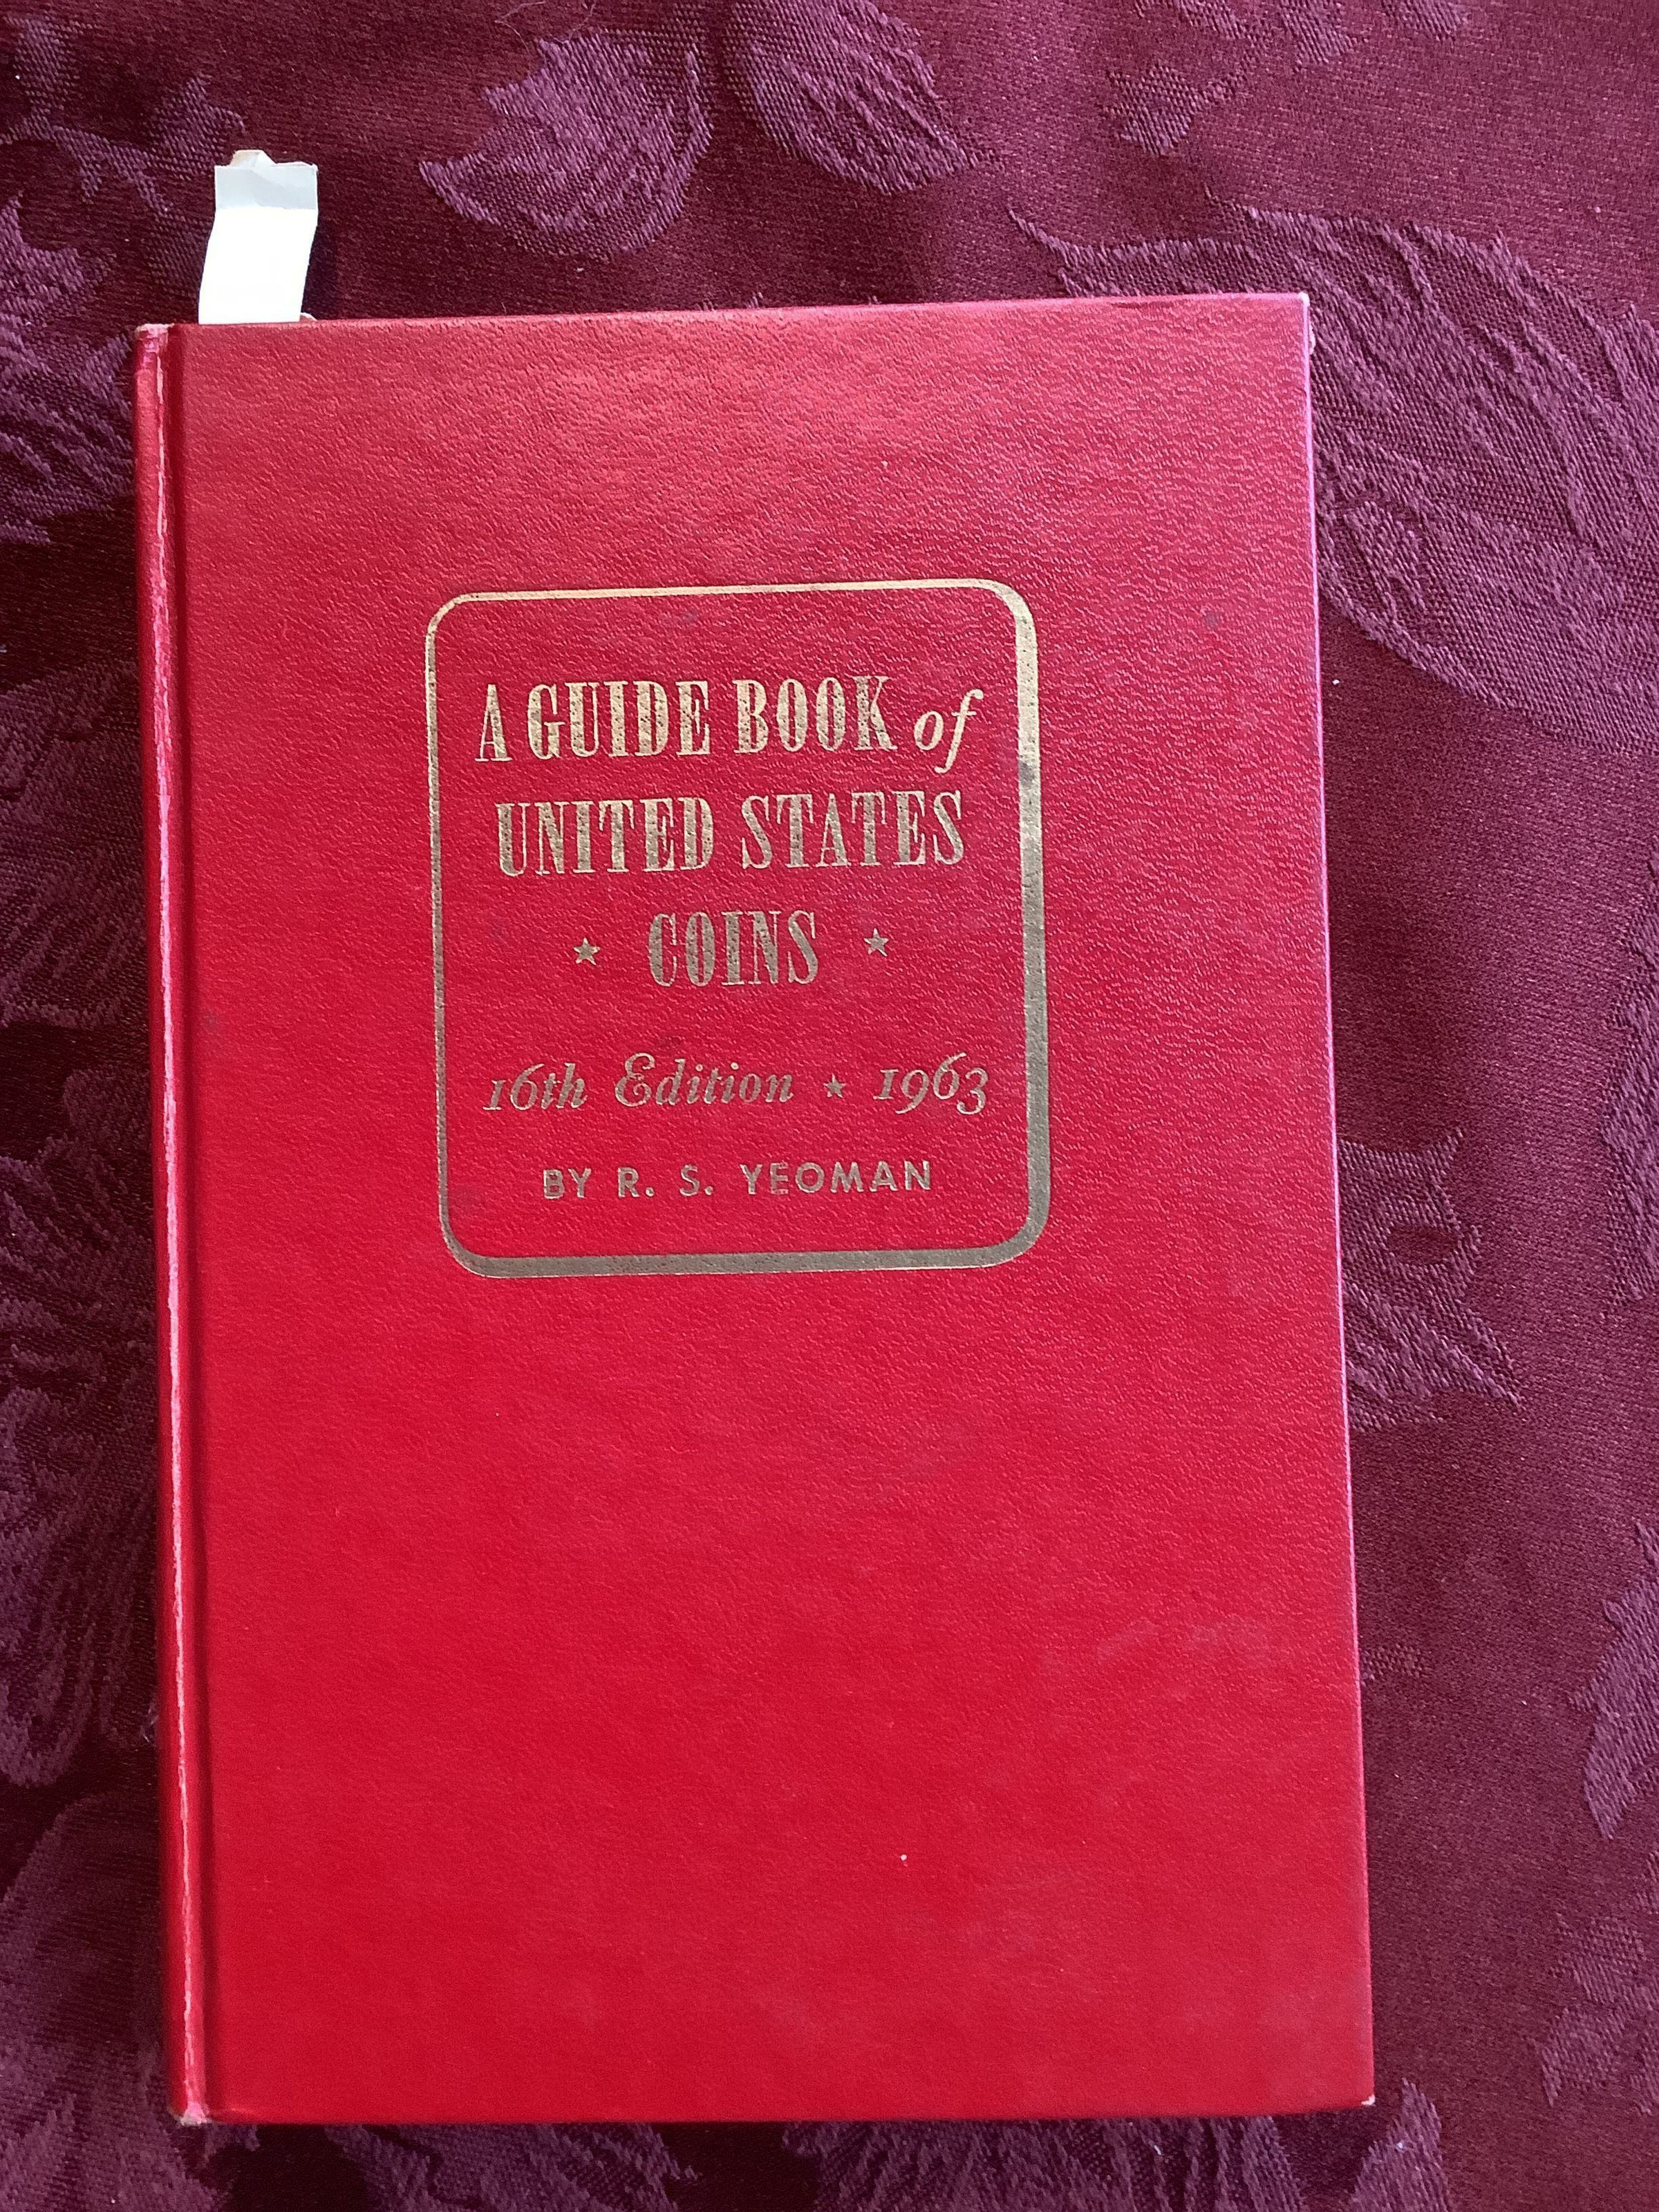 A GUIDE BOOK of
UNITED STATES
★ COINS ★
16th Edition ★ 1963
BY R. S. YEOMAN